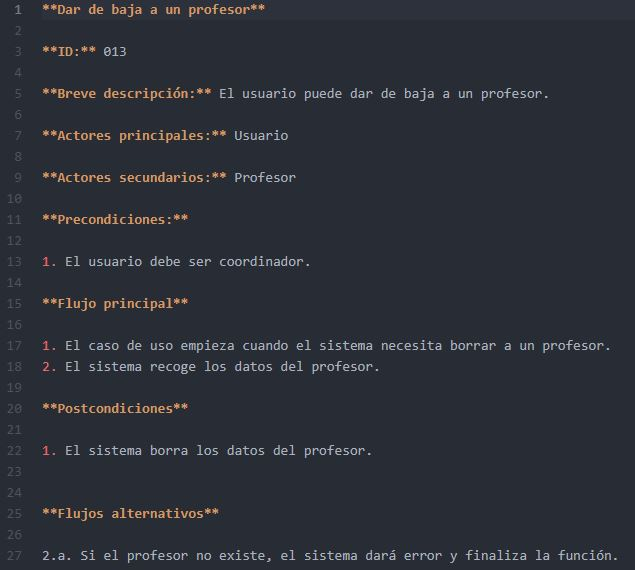 1 **Dar de baja a un profesor**
2
3 **ID:** 013
4
5 **Breve descripción:** El usuario puede dar de baja a un profesor.
6
7 **Actores principales:** Usuario
8
9 **Actores secundarios:** Profesor
10
11 **Precondiciones:**
12
13 1. El usuario debe ser coordinador.
14
15 **Flujo principal**
16
17 1. El caso de uso empieza cuando el sistema necesita borrar a un profesor.
18 2. El sistema recoge los datos del profesor.
19
20 **Postcondiciones**
21
22 1. El sistema borra los datos del profesor.
23
24
25 **Flujos alternativos**
26
27 2.a. Si el profesor no existe, el sistema dará error y finaliza la función.